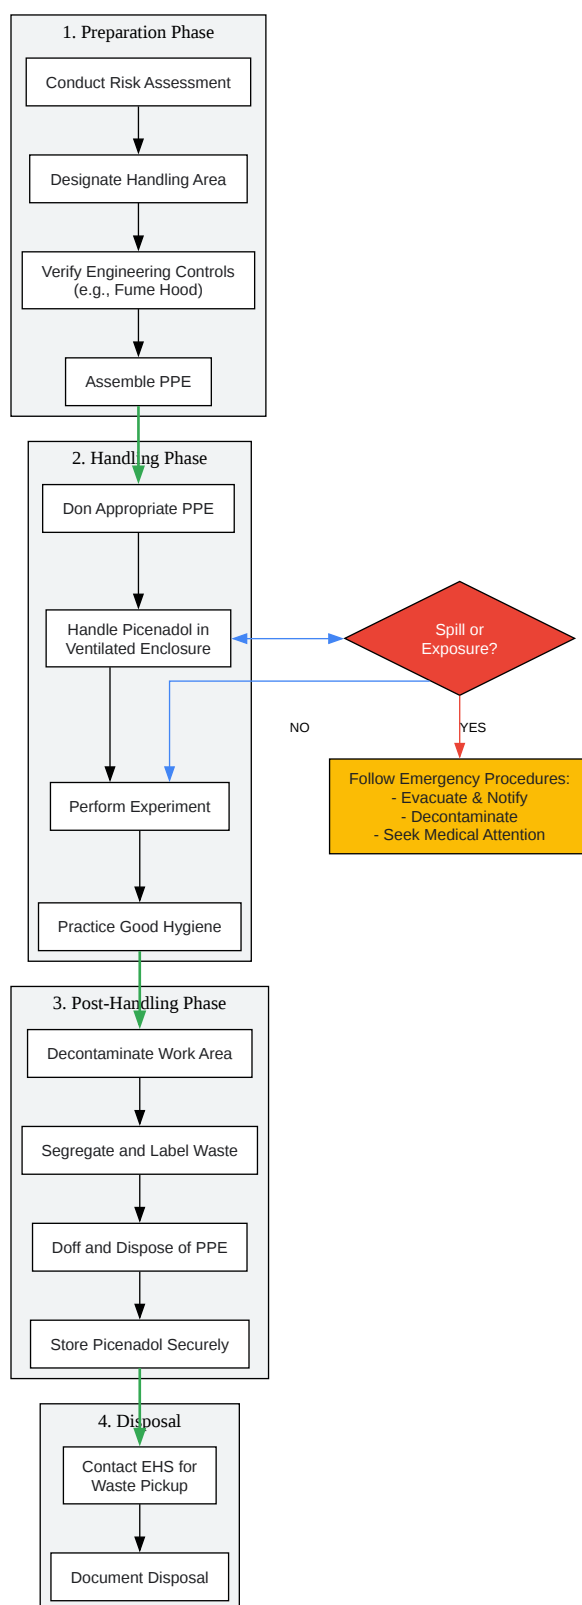 1. Preparation Phase
Conduct Risk Assessment
Designate Handling Area
Verify Engineering Controls
(e.g., Fume Hood)
Assemble PPE
2. Handling Phase
Don Appropriate PPE
Handle Picenadol in
Ventilated Enclosure
Spill or
Exposure?
NO
YES
Follow Emergency Procedures:
- Evacuate & Notify
- Decontaminate
- Seek Medical Attention
Perform Experiment
Practice Good Hygiene
3. Post-Handling Phase
Decontaminate Work Area
Segregate and Label Waste
Doff and Dispose of PPE
Store Picenadol Securely
4. Disposal
Contact EHS for
Waste Pickup
Document Disposal